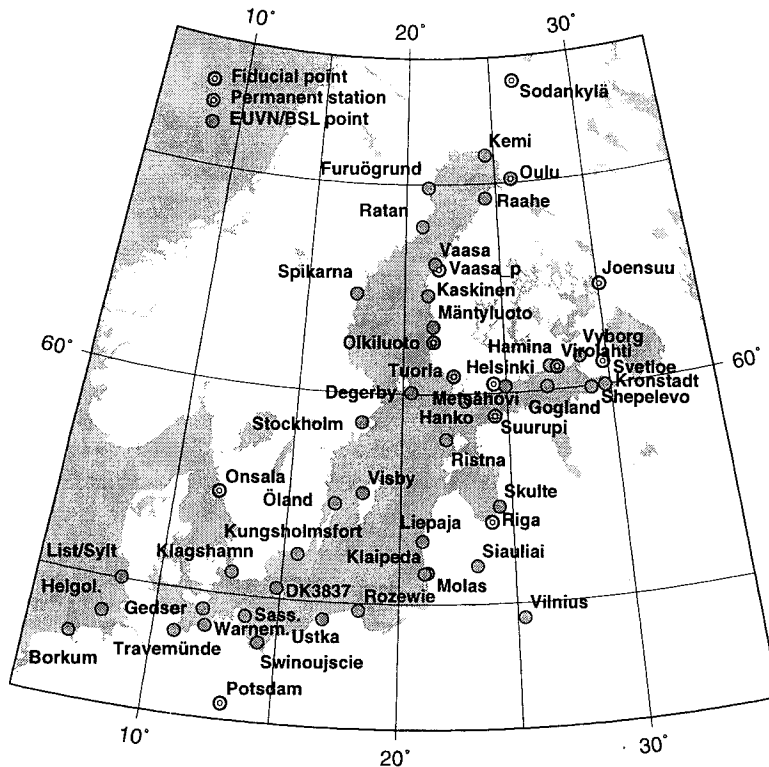 10°
20°
30°
Fiducial point
Permanent station
EUVN/BSL point
Sodankylä
Kemi
Furuögrund
Oulu
Raahe
Ratan
Vaasa
Vaasa_p
Joensuu
Spikarna
Kaskinen
Mäntyluoto
Olkiluoto
Vyborg
Hamina
Virolahti
60°
60°
Tuorla
Helsinki
Svetloe
Kronstadt
Degerby
Metsähovi
Shepelevo
Hanko
Gogland
Stockholm
Suurupi
Ristna
Onsala
Visby
Öland
Skulte
Kungsholmsfort
Liepaja
Riga
List/Sylt
Klagshamn
Klaipeda
Siauliai
Helgol.
DK3837
Molas
Gedser
Rozewie
Vilnius
Sass.
Warnem.
Ustka
Borkum
Travemünde
Swinoujscie
Potsdam
10°
20°
30°